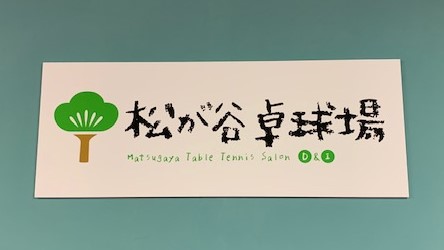 松が谷卓球場
Matsugaya Table Tennis Salon D&I